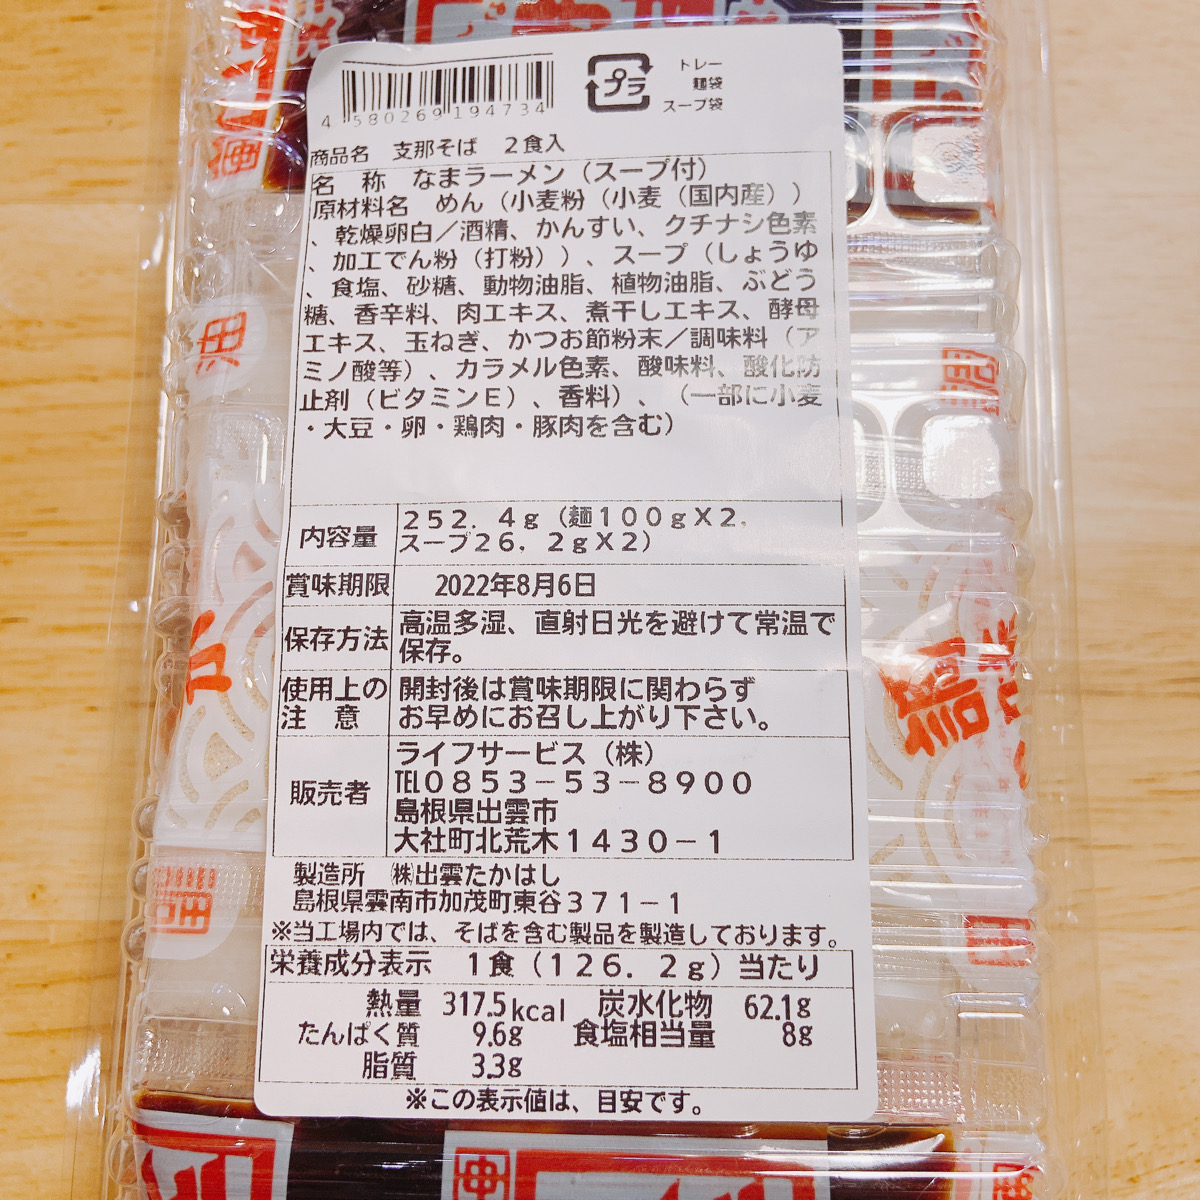 4 580269 194734
プラ
トレー
麺袋
スープ袋
商品名 支那そば 2食入
名 称 なまラーメン(スープ付)
原材料名 めん(小麦粉(小麦(国内産))
、乾燥卵白/酒精、かんすい、クチナシ色素
、加工でん粉(打粉))、スープ(しょうゆ
、食塩、砂糖、動物油脂、植物油脂、ぶどう
糖、香辛料、肉エキス、煮干しエキス、酵母
エキス、玉ねぎ、かつお節粉末/調味料(ア
ミノ酸等)、カラメル色素、酸味料、酸化防
止剤(ビタミンE)、香料)、(一部に小麦
・大豆・卵・鶏肉・豚肉を含む)
内容量 252.4g(麺100gX2、
スープ26.2gX2)
賞味期限 2022年8月6日
保存方法 高温多湿、直射日光を避けて常温で
保存。
使用上の 開封後は賞味期限に関わらず
注 意 お早めにお召し上がり下さい。
販売者 ライフサービス(株)
TEL0853-53-8900
島根県出雲市
大社町北荒木1430-1
製造所 ㈱出雲たかはし
島根県雲南市加茂町東谷371-1
※当工場内では、そばを含む製品を製造しております。
栄養成分表示 1食(126.2g)当たり
熱量 317.5kcal 炭水化物 62.1g
たんぱく質 9.6g 食塩相当量 8g
脂質 3.3g
※この表示値は、目安です。